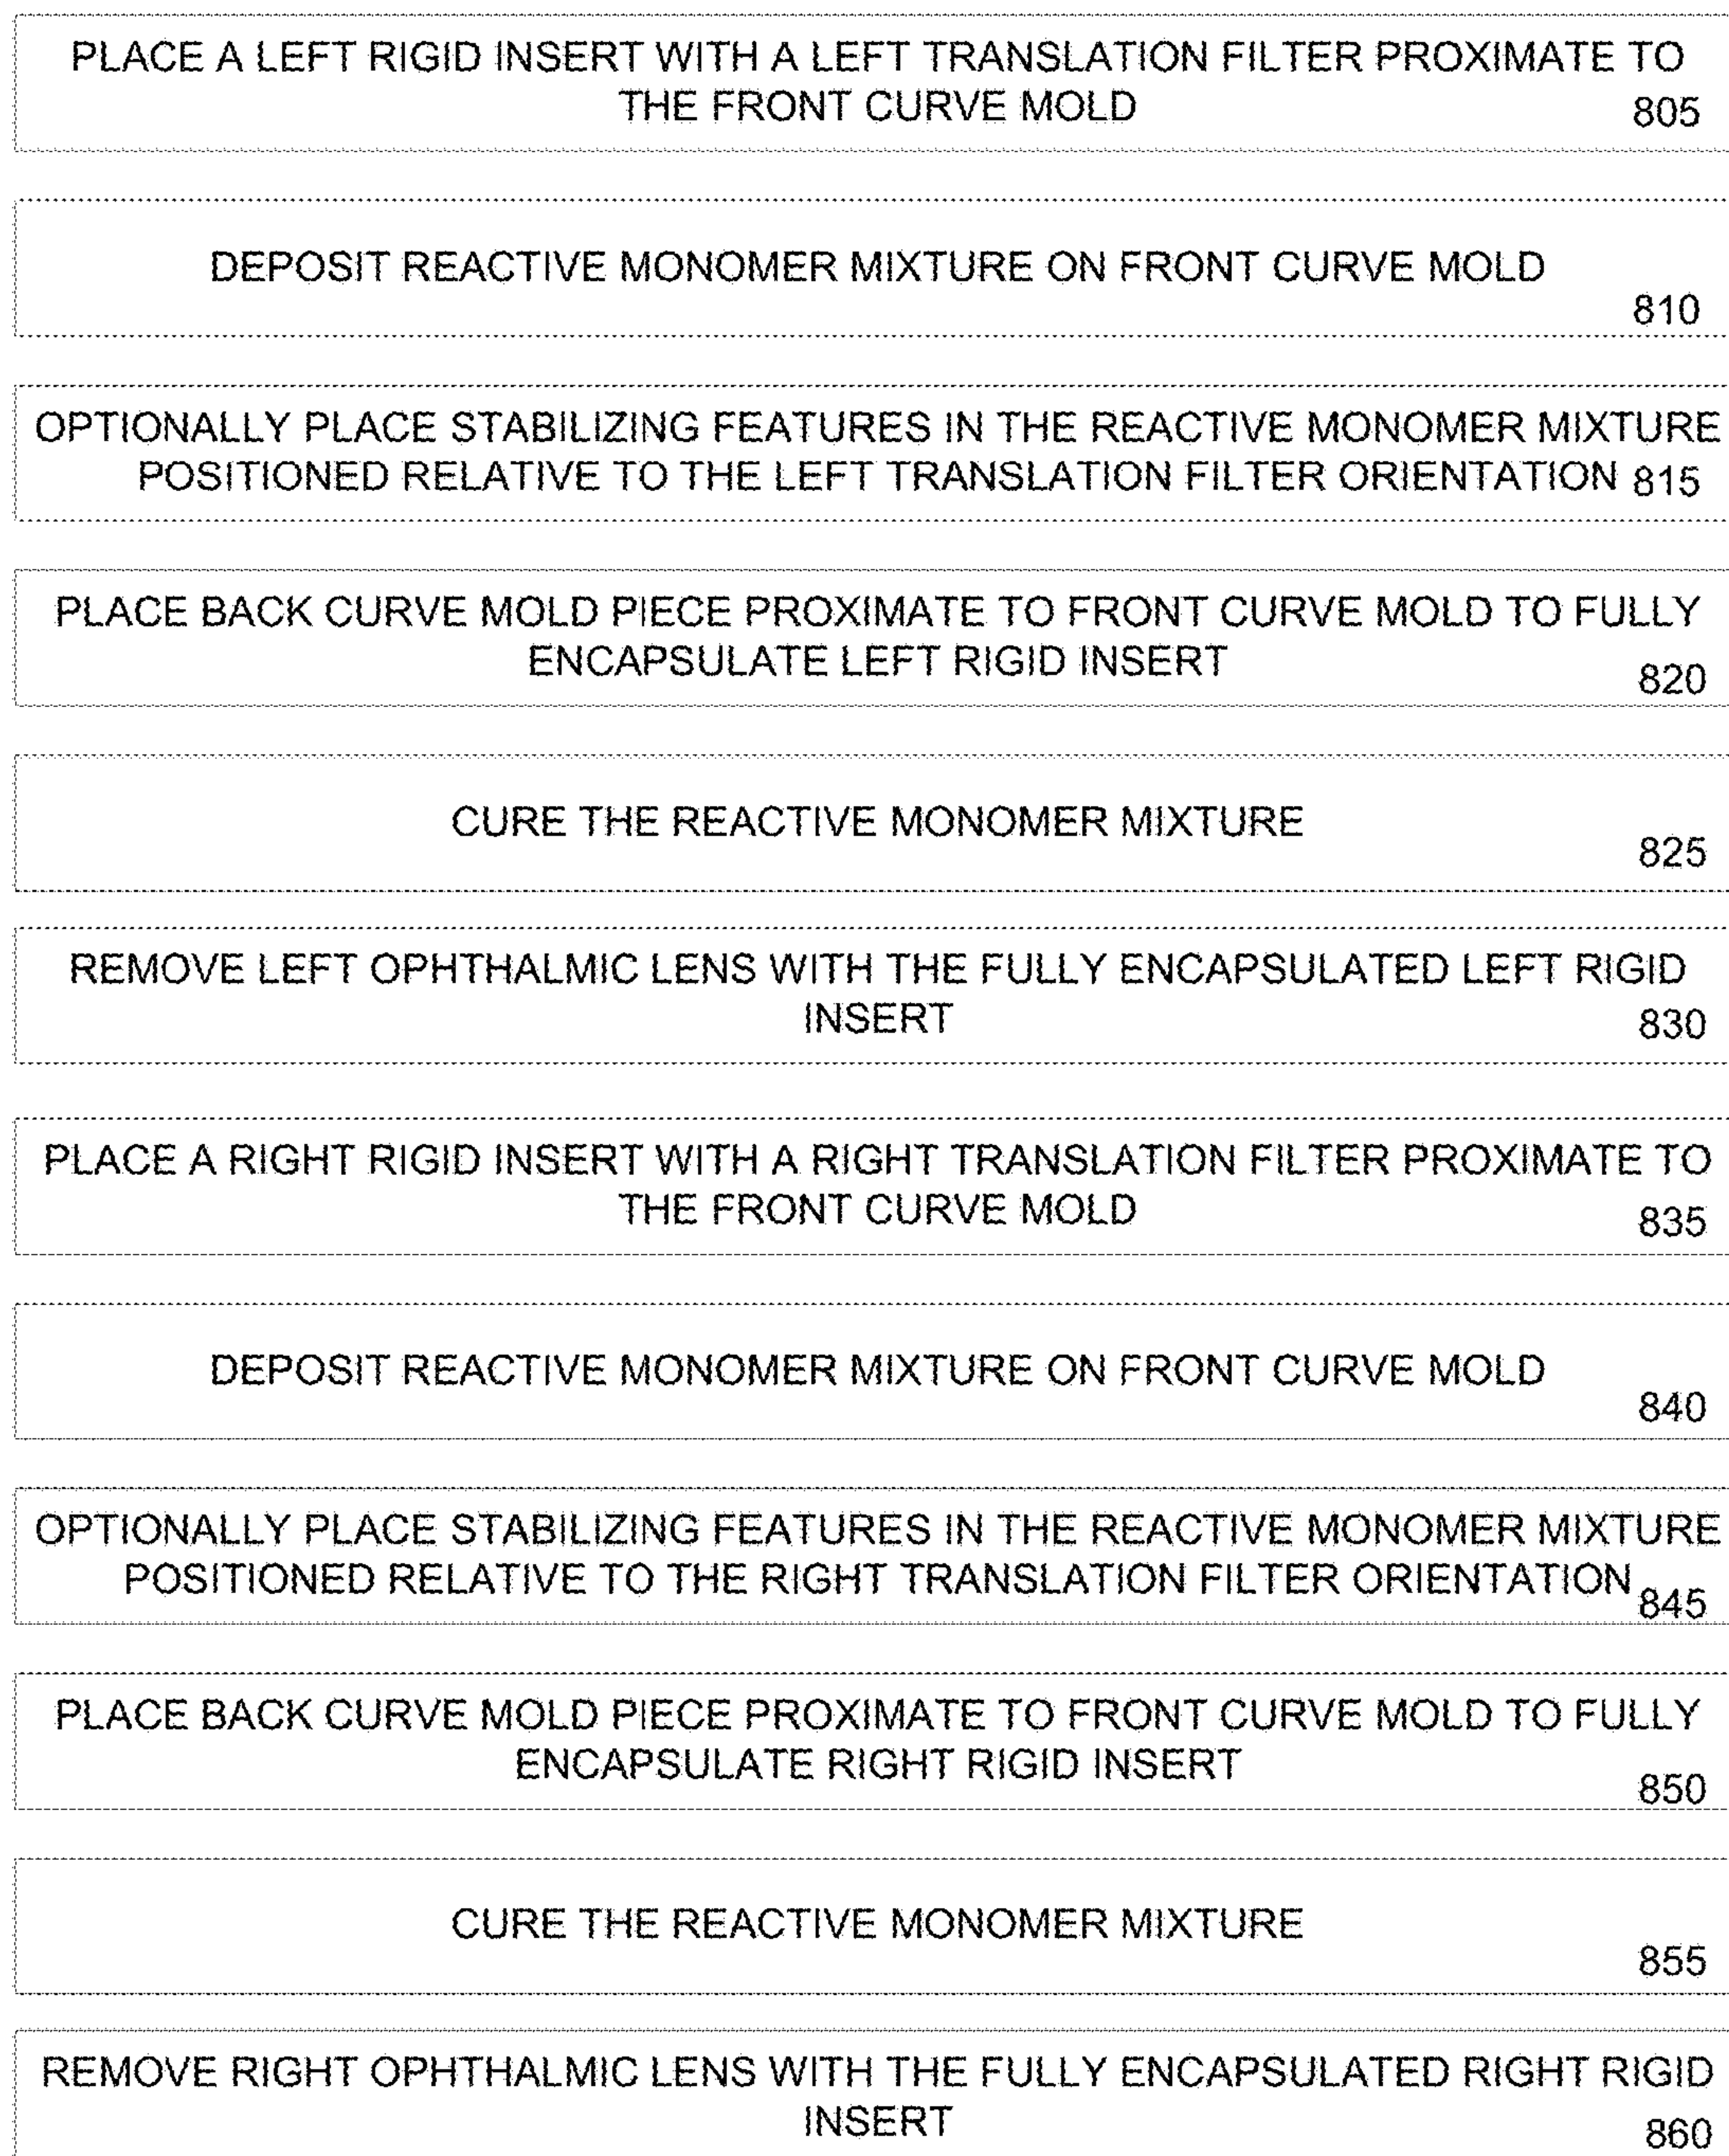 PLACE A LEFT RIGID INSERT WITH A LEFT TRANSLATION FILTER PROXIMATE TO
THE FRONT CURVE MOLD
805
DEPOSIT REACTIVE MONOMER MIXTURE ON FRONT CURVE MOLD
810
OPTIONALLY PLACE STABILIZING FEATURES IN THE REACTIVE MONOMER MIXTURE
POSITIONED RELATIVE TO THE LEFT TRANSLATION FILTER ORIENTATION 815
PLACE BACK CURVE MOLD PIECE PROXIMATE TO FRONT CURVE MOLD TO FULLY
ENCAPSULATE LEFT RIGID INSERT
820
CURE THE REACTIVE MONOMER MIXTURE
825
REMOVE LEFT OPHTHALMIC LENS WITH THE FULLY ENCAPSULATED LEFT RIGID
INSERT
830
PLACE A RIGHT RIGID INSERT WITH A RIGHT TRANSLATION FILTER PROXIMATE TO
THE FRONT CURVE MOLD
835
DEPOSIT REACTIVE MONOMER MIXTURE ON FRONT CURVE MOLD
840
OPTIONALLY PLACE STABILIZING FEATURES IN THE REACTIVE MONOMER MIXTURE
POSITIONED RELATIVE TO THE RIGHT TRANSLATION FILTER ORIENTATION
845
PLACE BACK CURVE MOLD PIECE PROXIMATE TO FRONT CURVE MOLD TO FULLY
ENCAPSULATE RIGHT RIGID INSERT
850
CURE THE REACTIVE MONOMER MIXTURE
855
REMOVE RIGHT OPHTHALMIC LENS WITH THE FULLY ENCAPSULATED RIGHT RIGID
INSERT
860